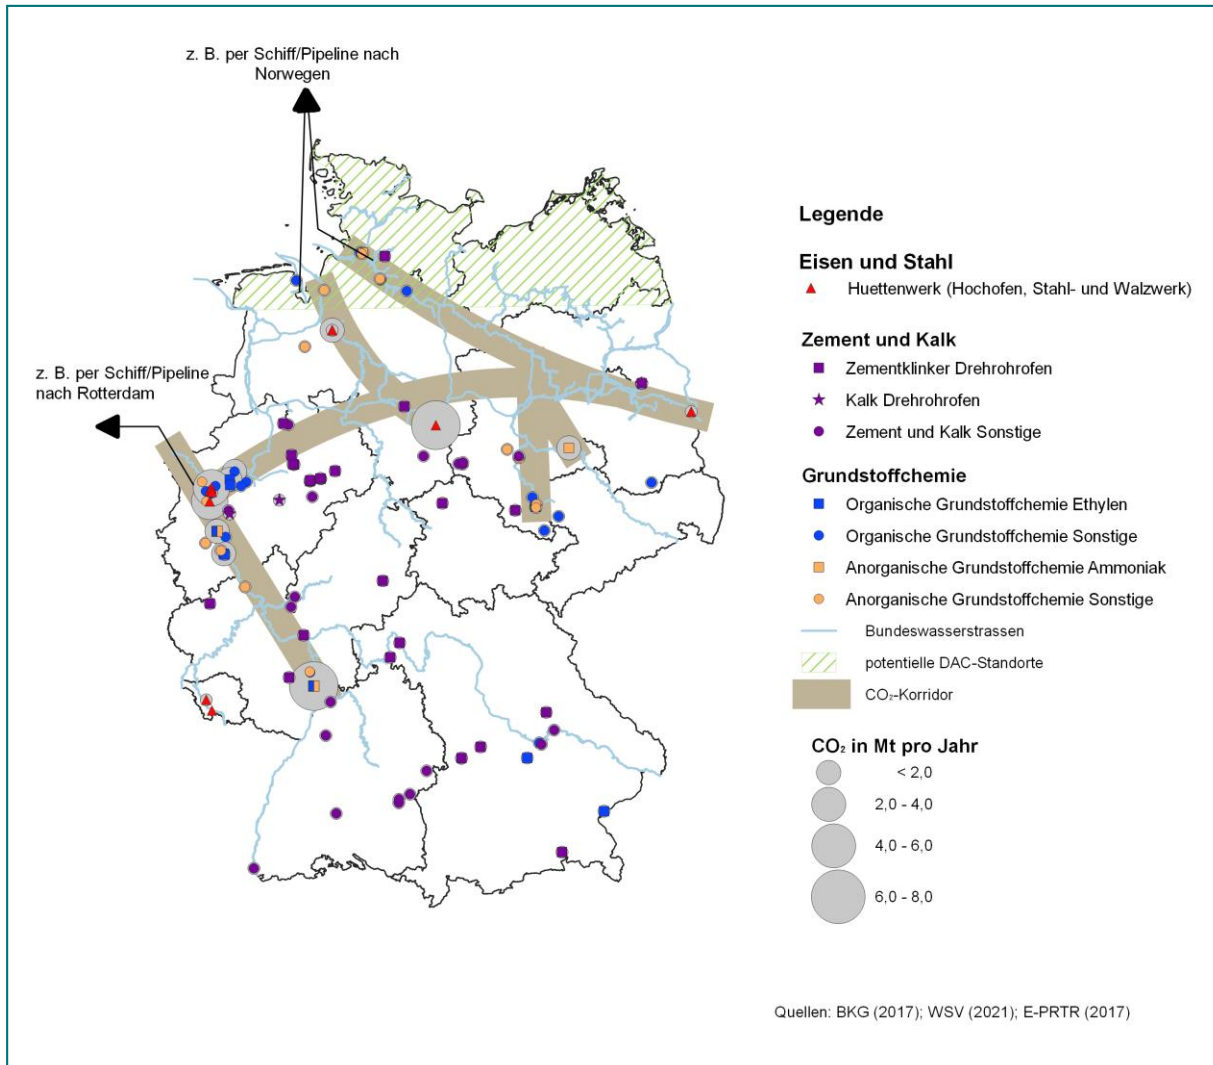 z. B. per Schiff/Pipeline nach
Norwegen
z. B. per Schiff/Pipeline
nach Rotterdam
Legende
Eisen und Stahl
Huettenwerk (Hochofen, Stahl- und Walzwerk)
Zement und Kalk
Zementklinker Drehrohrofen
Kalk Drehrohrofen
Zement und Kalk Sonstige
Grundstoffchemie
Organische Grundstoffchemie Ethylen
Organische Grundstoffchemie Sonstige
Anorganische Grundstoffchemie Ammoniak
Anorganische Grundstoffchemie Sonstige
Bundeswasserstrassen
potentielle DAC-Standorte
CO₂-Korridor
CO₂ in Mt pro Jahr
< 2,0
2,0 - 4,0
4,0 - 6,0
6,0 - 8,0
Quellen: BKG (2017); WSV (2021); E-PRTR (2017)